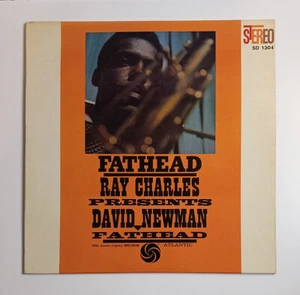 STEREO
SD 1304
FATHEAD
RAY CHARLES
PRESENTS
DAVID NEWMAN
FATHEAD
ATLANTIC